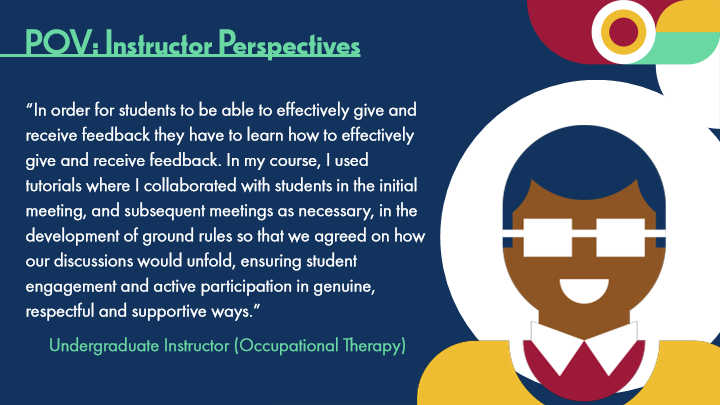 POV: Instructor Perspectives
"In order for students to be able to effectively give and
receive feedback they have to learn how to effectively
give and receive feedback. In my course, I used
tutorials where I collaborated with students in the initial
meeting, and subsequent meetings as necessary, in the
development of ground rules so that we agreed on how
our discussions would unfold, ensuring student
engagement and active participation in genuine,
respectful and supportive ways."
Undergraduate Instructor (Occupational Therapy)